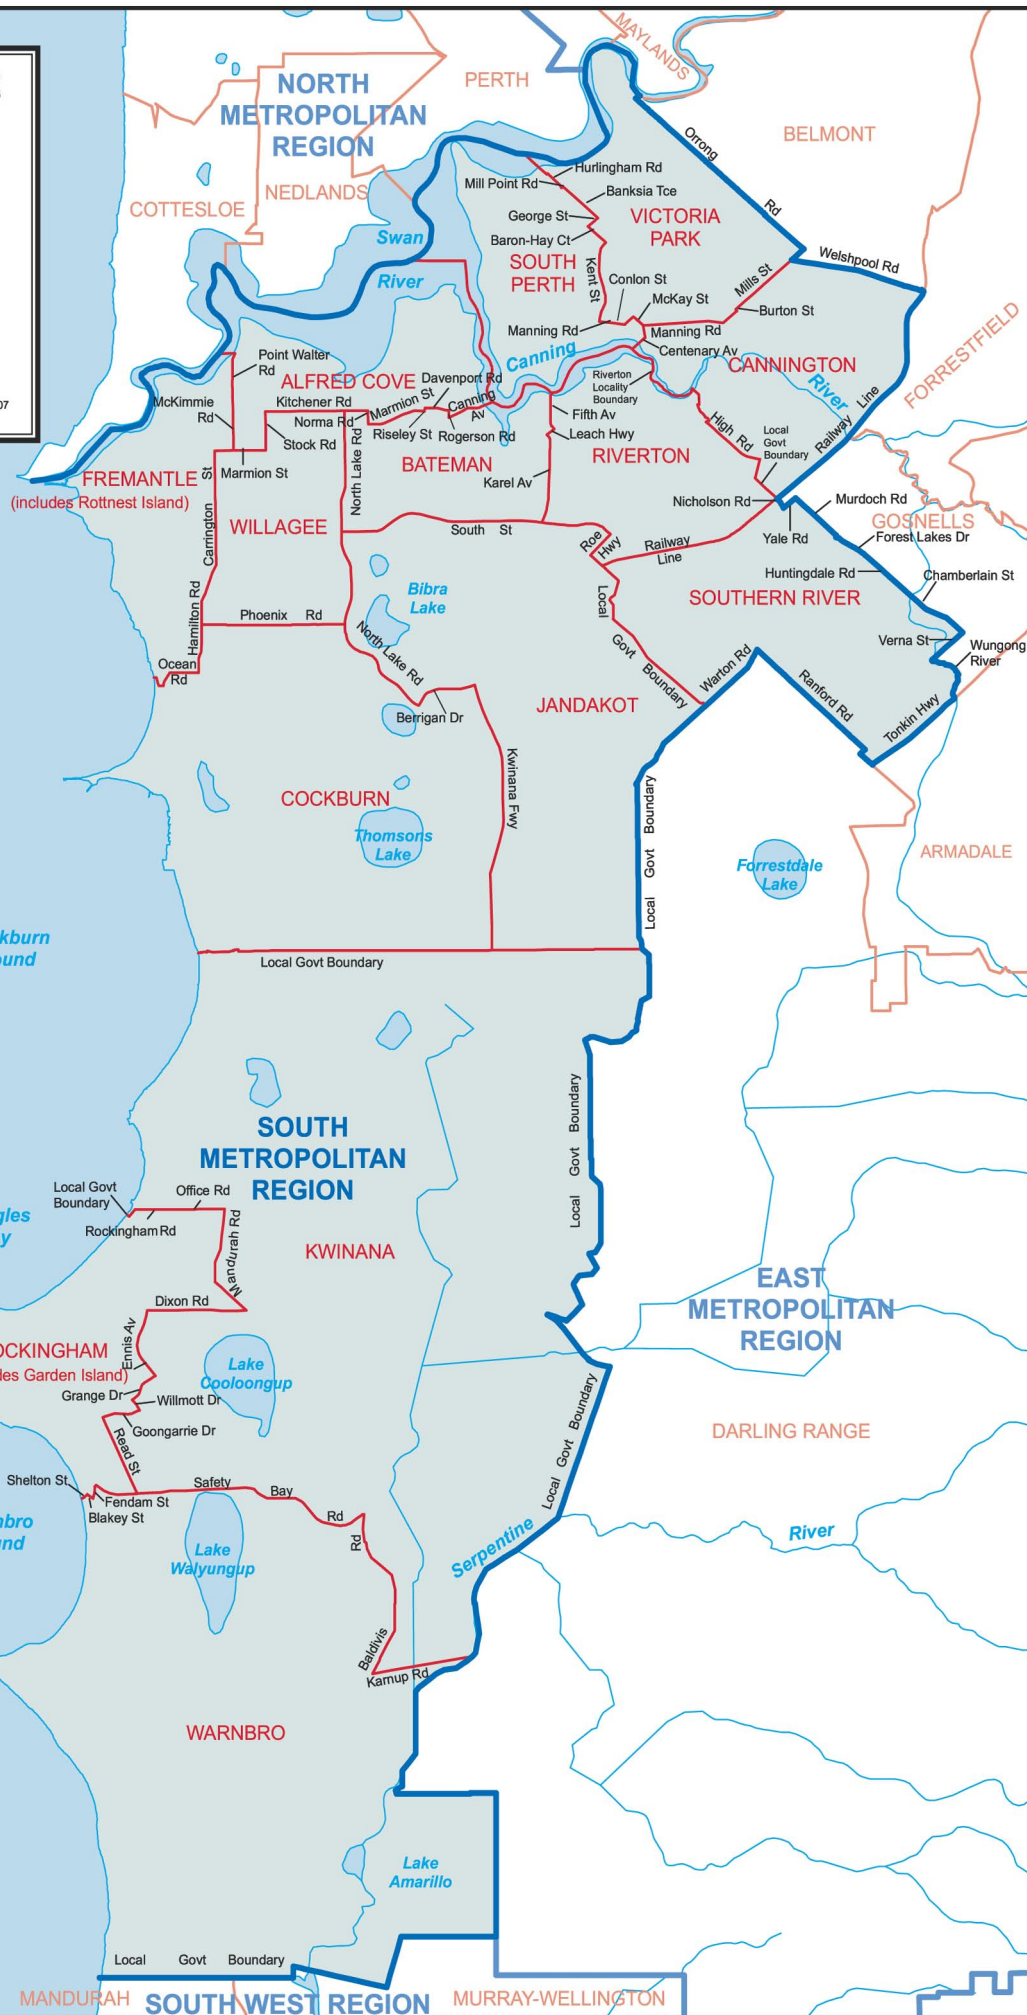 MAYLANDS
NORTH
METROPOLITAN
REGION
PERTH
BELMONT
Orrong
Rd
Hurlingham Rd
Mill Point Rd
Banksia Tce
NEDLANDS
COTTESLOE
George St
VICTORIA
PARK
Baron-Hay Ct
Swan
River
SOUTH
PERTH
Kent St
Welshpool Rd
Conlon St
Mills St
McKay St
Burton St
Manning Rd
Manning Rd
Centenary Av
Canning
River
CANNINGTON
FORRESTFIELD
Point Walter
Rd
ALFRED COVE
Davenport Rd
Riverton
Locality
Boundary
07
McKimmie
Rd
Kitchener Rd
Marmion St
Canning
Av
Norma Rd
Fifth Av
Railway Line
Stock Rd
Riseley St
Rogerson Rd
Leach Hwy
High Rd
Local
Govt
Boundary
FREMANTLE
(includes Rottnest Island)
Marmion St
North Lake Rd
BATEMAN
RIVERTON
Karel Av
Nicholson Rd
Murdoch Rd
Carrington St
WILLAGEE
South St
GOSNELLS
Yale Rd
Forest Lakes Dr
Roe
Hwy
Railway
Line
Huntingdale Rd
Chamberlain St
Hamilton Rd
Bibra
Lake
SOUTHERN RIVER
Phoenix Rd
Local Govt Boundary
Verna St
Wungong
River
North Lake Rd
Ocean
Rd
Warton Rd
Ranford Rd
Berrigan Dr
JANDAKOT
Tonkin Hwy
Kwinana Fwy
COCKBURN
Local Govt Boundary
Thomsons
Lake
Forrestdale
Lake
ARMADALE
kburn
und
Local Govt Boundary
Local Govt Boundary
SOUTH
METROPOLITAN
REGION
Local Govt
Boundary
Office Rd
gles
y
Rockingham Rd
Mandurah Rd
KWINANA
EAST
METROPOLITAN
REGION
Dixon Rd
Ennis Av
OCKINGHAM
des Garden Island)
Lake
Cooloongup
Grange Dr
Willmott Dr
Goongarrie Dr
Local Govt Boundary
DARLING RANGE
Read St
Shelton St
Safety Bay Rd
Fendam St
Blakey St
nbro
nd
Serpentine
River
Lake
Walyungup
Baldivis Rd
Karnup Rd
WARNBRO
Lake
Amarillo
Local Govt Boundary
MANDURAH
SOUTH WEST REGION
MURRAY-WELLINGTON